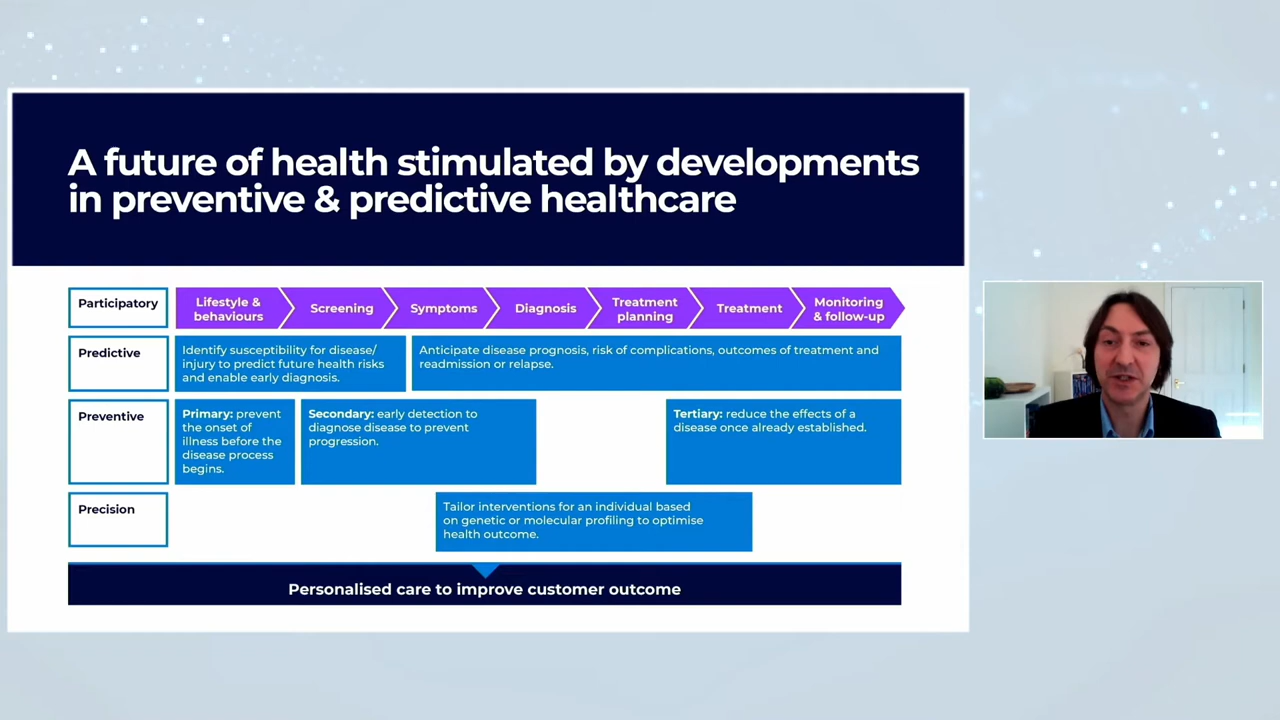 A future of health stimulated by developments
in preventive & predictive healthcare
Participatory
Lifestyle &
behaviours
Screening
Symptoms
Diagnosis
Treatment
planning
Treatment
Monitoring
& follow-up
Predictive
Identify susceptibility for disease/
injury to predict future health risks
and enable early diagnosis.
Anticipate disease prognosis, risk of complications, outcomes of treatment and
readmission or relapse.
Preventive
Primary: prevent
the onset of
illness before the
disease process
begins.
Secondary: early detection to
diagnose disease to prevent
progression.
Tertiary: reduce the effects of a
disease once already established.
Precision
Tailor interventions for an individual based
on genetic or molecular profiling to optimise
health outcome.
Personalised care to improve customer outcome